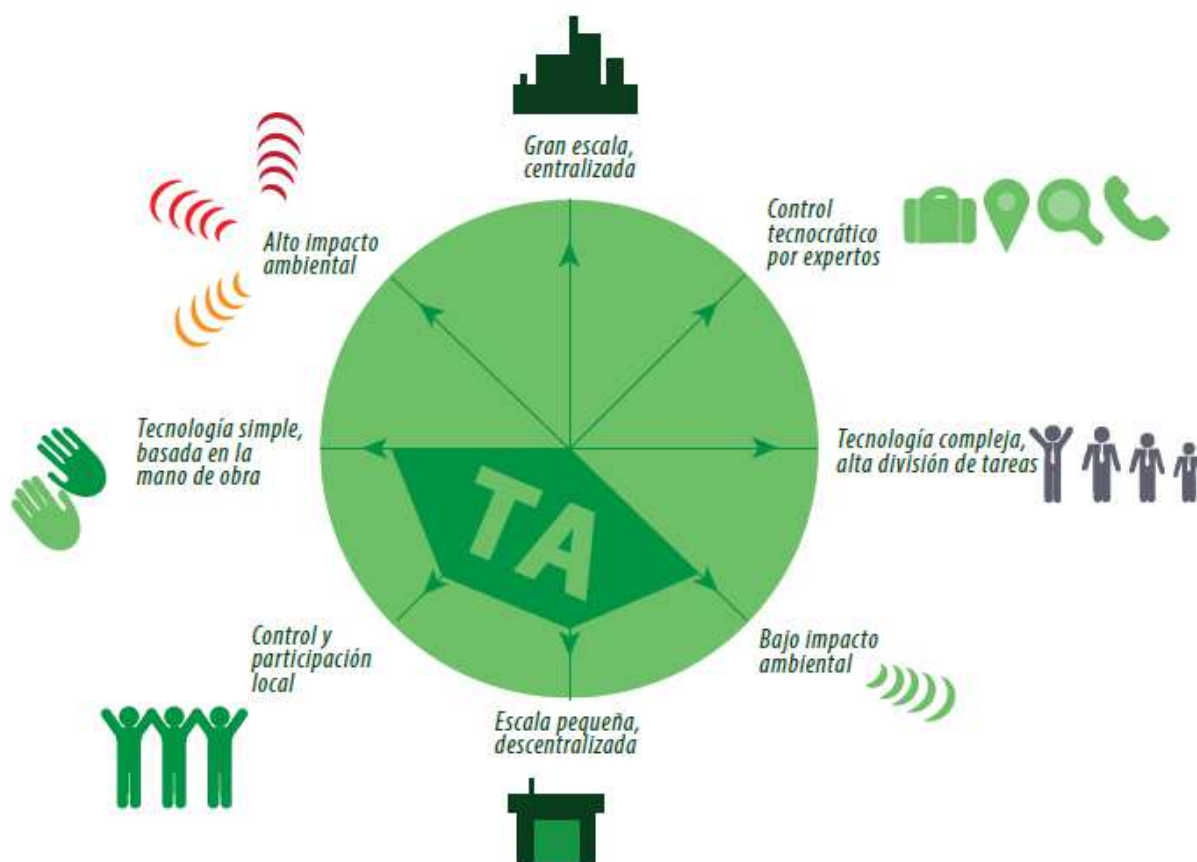 Gran escala,
centralizada
Control
tecnocrático
por expertos
Alto impacto
ambiental
Tecnología simple,
basada en la
mano de obra
Tecnología compleja,
alta división de tareas
TA
Control y
participación
local
Bajo impacto
ambiental
Escala pequeña,
descentralizada